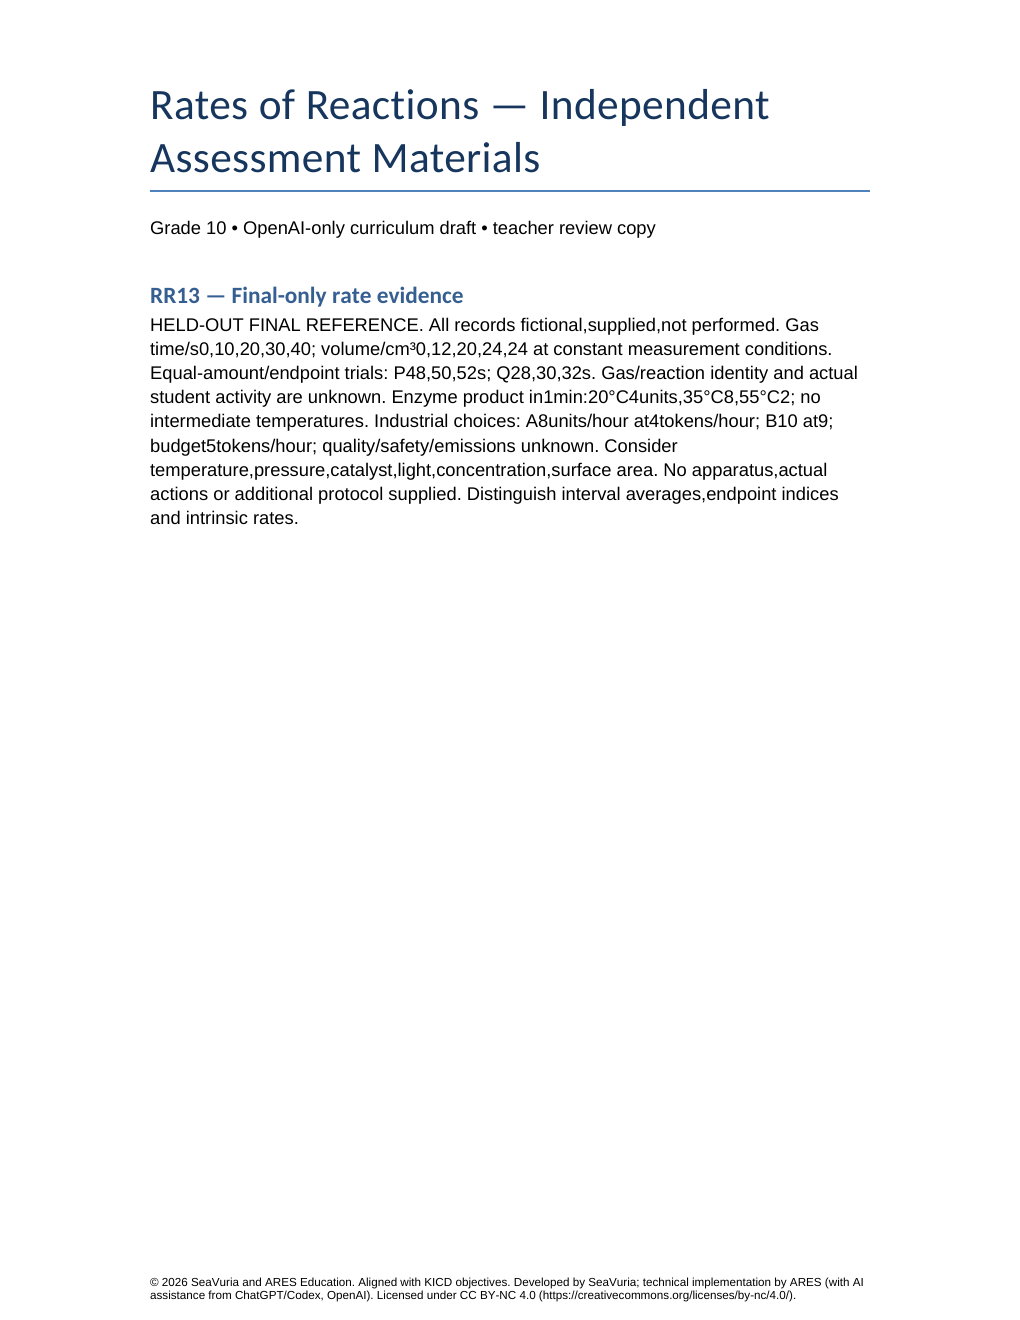 Rates of Reactions — Independent
Assessment Materials
Grade 10 • OpenAI-only curriculum draft • teacher review copy
RR13 — Final-only rate evidence
HELD-OUT FINAL REFERENCE. All records fictional,supplied,not performed. Gas
time/s0,10,20,30,40; volume/cm³0,12,20,24,24 at constant measurement conditions.
Equal-amount/endpoint trials: P48,50,52s; Q28,30,32s. Gas/reaction identity and actual
student activity are unknown. Enzyme product in1min:20°C4units,35°C8,55°C2; no
intermediate temperatures. Industrial choices: A8units/hour at4tokens/hour; B10 at9;
budget5tokens/hour; quality/safety/emissions unknown. Consider
temperature,pressure,catalyst,light,concentration,surface area. No apparatus,actual
actions or additional protocol supplied. Distinguish interval averages,endpoint indices
and intrinsic rates.
© 2026 SeaVuria and ARES Education. Aligned with KICD objectives. Developed by SeaVuria; technical implementation by ARES (with AI
assistance from ChatGPT/Codex, OpenAI). Licensed under CC BY-NC 4.0 (https://creativecommons.org/licenses/by-nc/4.0/).